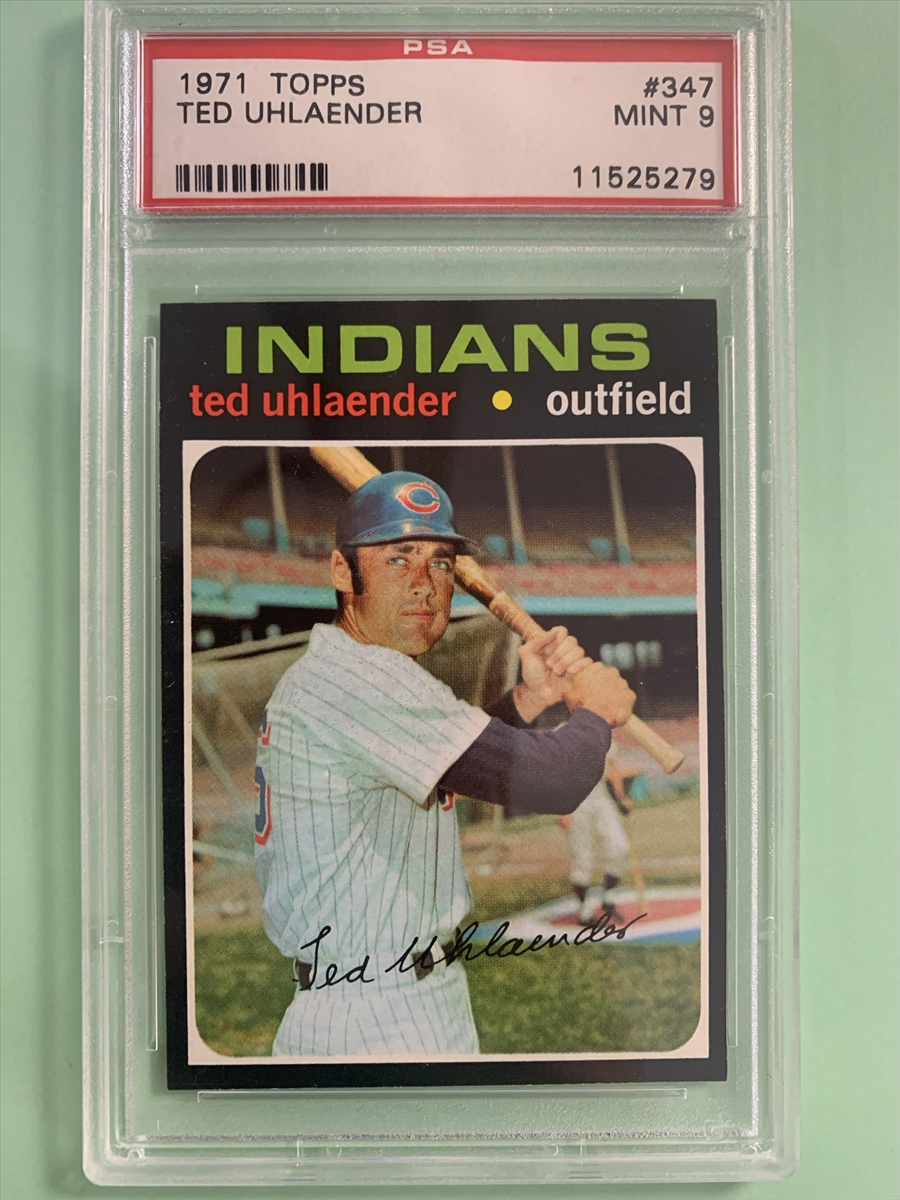 PSA
1971 TOPPS #347
TED UHLAENDER MINT 9
11525279
INDIANS
ted uhlaender • outfield
C
Ted Uhlaender